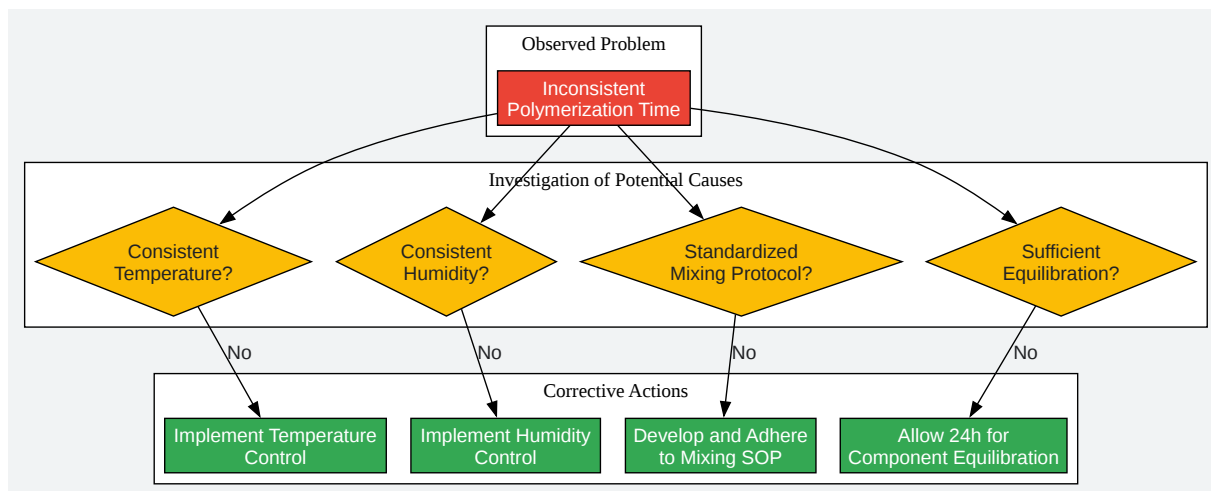 Observed Problem
Inconsistent
Polymerization Time
Investigation of Potential Causes
Consistent
Temperature?
Consistent
Humidity?
Standardized
Mixing Protocol?
Sufficient
Equilibration?
No
No
No
No
Corrective Actions
Implement Temperature
Control
Implement Humidity
Control
Develop and Adhere
to Mixing SOP
Allow 24h for
Component Equilibration